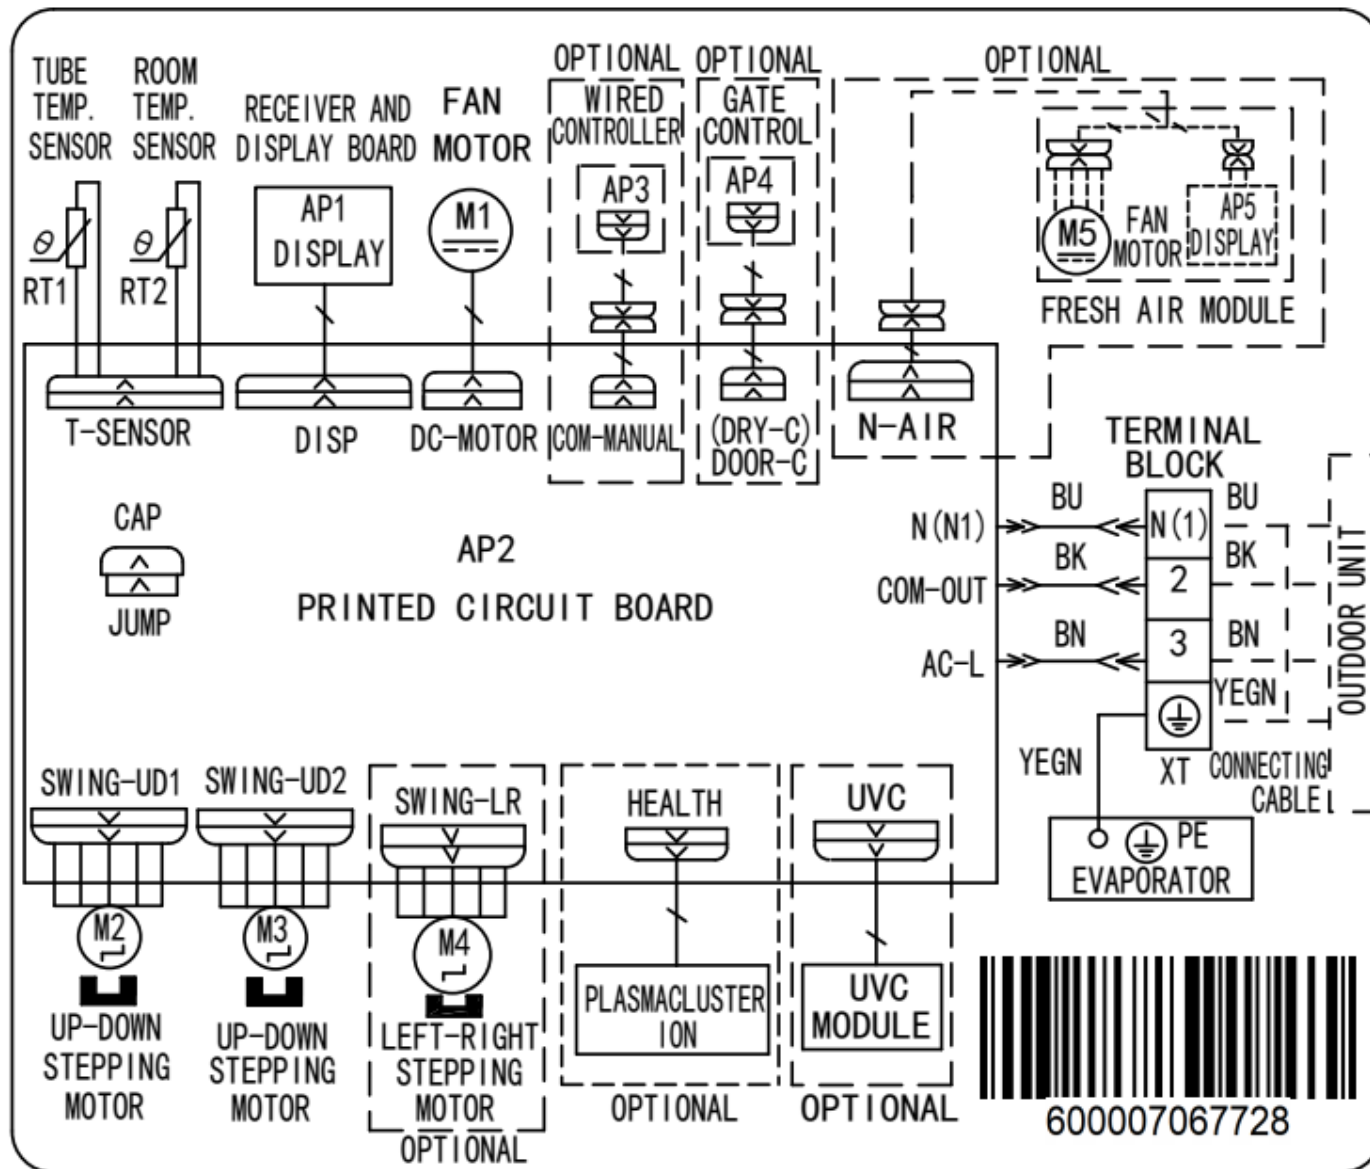 TUBE
TEMP.
SENSOR
ROOM
TEMP.
SENSOR
RECEIVER AND
DISPLAY BOARD
FAN
MOTOR
OPTIONAL
WIRED
CONTROLLER
OPTIONAL
GATE
CONTROL
OPTIONAL
θ
RT1
θ
RT2
AP1
DISPLAY
M1
AP3
AP4
M5
FAN
MOTOR
AP5
DISPLAY
FRESH AIR MODULE
T-SENSOR
DISP
DC-MOTOR
COM-MANUAL
(DRY-C)
DOOR-C
N-AIR
TERMINAL
BLOCK
CAP
JUMP
AP2
PRINTED CIRCUIT BOARD
N(N1)
BU
N(1)
BU
COM-OUT
BK
2
BK
AC-L
BN
3
BN
YEGN
OUTDOOR UNIT
YEGN
XT
CONNECTING
CABLE
PE
EVAPORATOR
SWING-UD1
SWING-UD2
SWING-LR
HEALTH
UVC
M2
M3
M4
UP-DOWN
STEPPING
MOTOR
UP-DOWN
STEPPING
MOTOR
LEFT-RIGHT
STEPPING
MOTOR
OPTIONAL
PLASMACLUSTER
ION
OPTIONAL
UVC
MODULE
OPTIONAL
600007067728